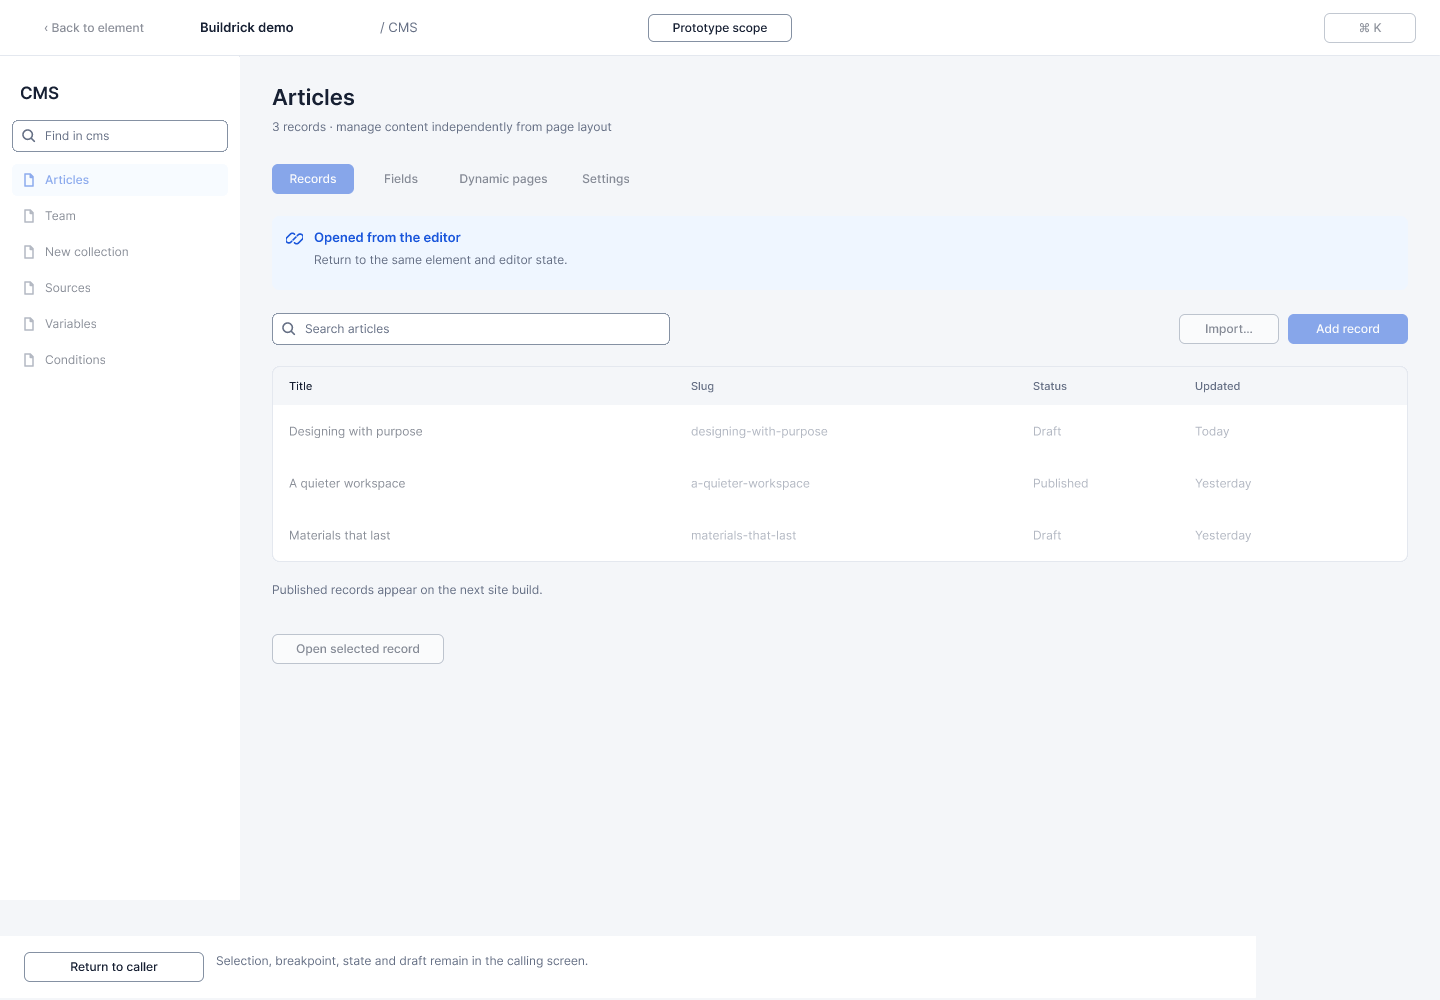 ‹ Back to element
Buildrick demo
/ CMS
Prototype scope
⌘ K
CMS
Find in cms
Articles
Team
New collection
Sources
Variables
Conditions
Articles
3 records · manage content independently from page layout
Records Fields Dynamic pages Settings
Opened from the editor
Return to the same element and editor state.
Search articles
Import...
Add record
Title Slug Status Updated
Designing with purpose designing-with-purpose Draft Today
A quieter workspace a-quieter-workspace Published Yesterday
Materials that last materials-that-last Draft Yesterday
Published records appear on the next site build.
Open selected record
Return to caller
Selection, breakpoint, state and draft remain in the calling screen.